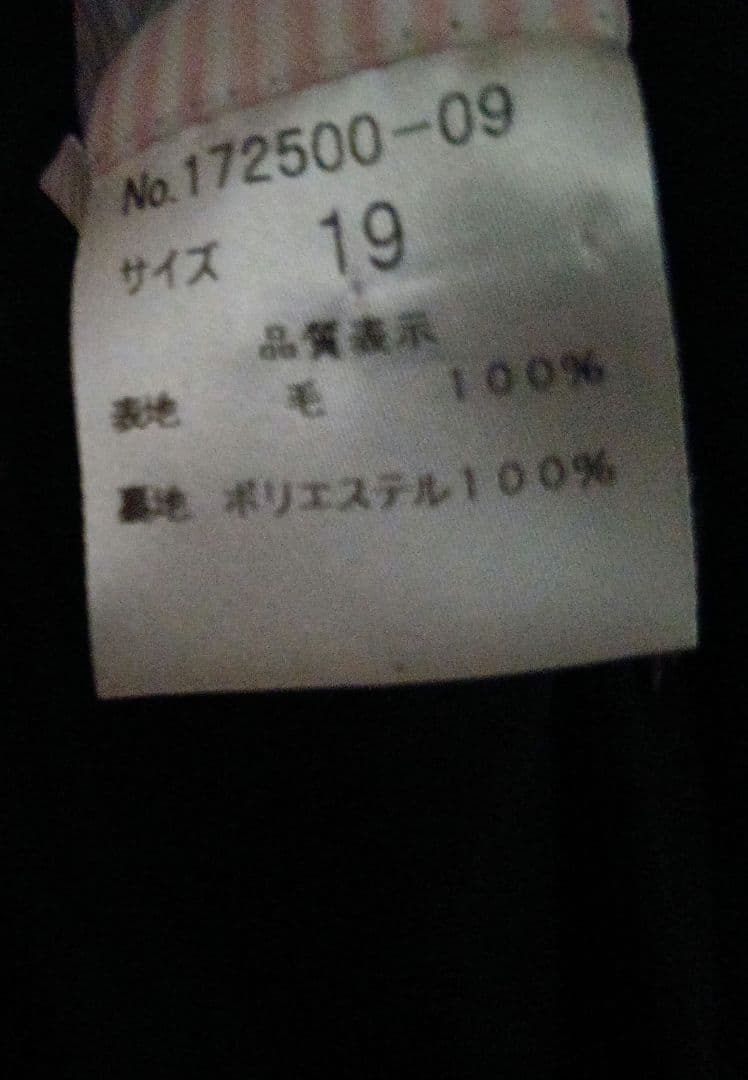 No.172500-09
サイズ 19
品質表示
表地 毛 100%
裏地 ポリエステル100%